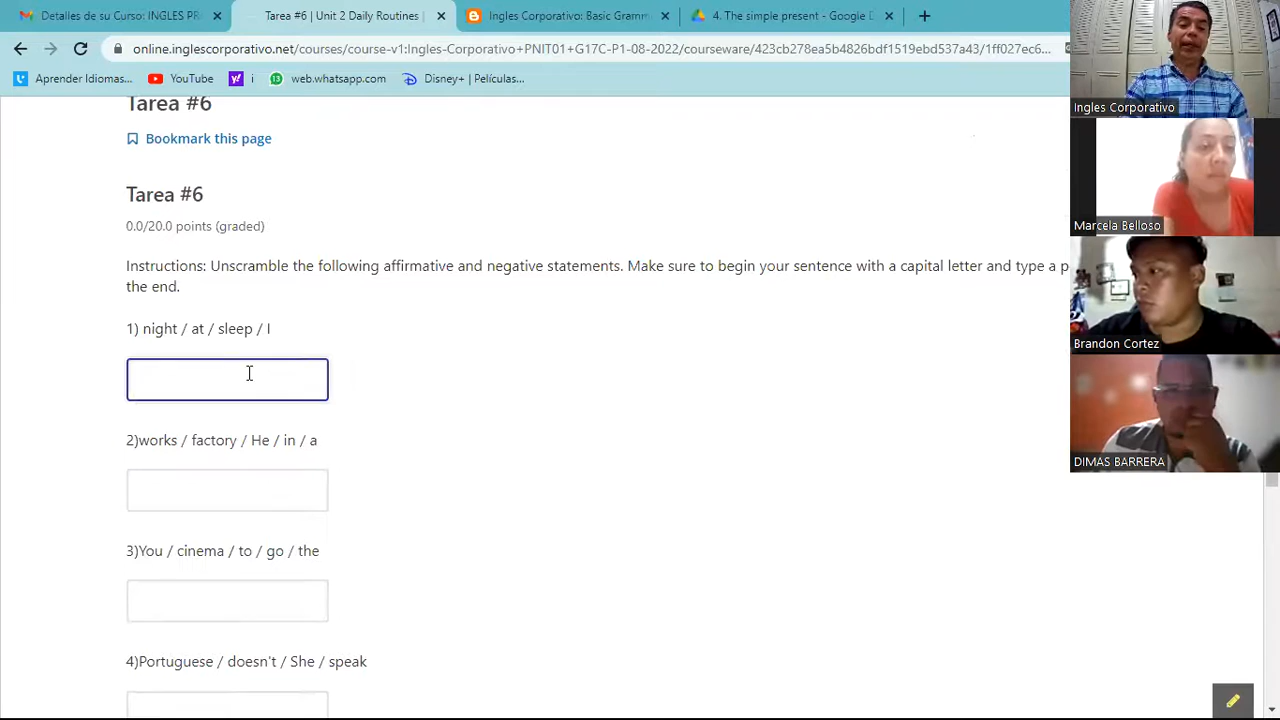 Detalles de su Curso: INGLES PR
Tarea #6 | Unit 2 Daily Routines
Ingles Corporativo: Basic Gramm
4. The simple present - Google D
online.inglescorporativo.net/courses/course-v1:Ingles-Corporativo+PNIT01+G17C-P1-08-2022/courseware/423cb278ea5b4826bdf1519ebd537a43/1ff027ec6...
Aprender Idiomas...
YouTube
i
web.whatsapp.com
Disney+ | Películas...
Tarea #6
Bookmark this page
Tarea #6
0.0/20.0 points (graded)
Instructions: Unscramble the following affirmative and negative statements. Make sure to begin your sentence with a capital letter and type a p
the end.
1) night / at / sleep / I
2)works / factory / He / in / a
3)You / cinema / to / go / the
4)Portuguese / doesn't / She / speak
Ingles Corporativo
Marcela Belloso
Brandon Cortez
DIMAS BARRERA